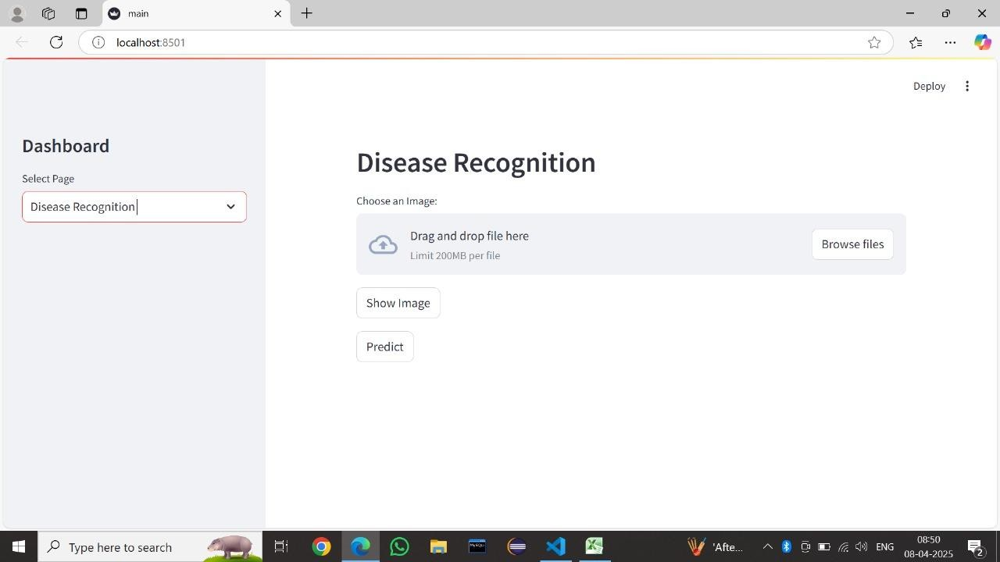 main
localhost:8501
Deploy
Dashboard
Select Page
Disease Recognition
Disease Recognition
Choose an Image:
Drag and drop file here
Limit 200MB per file
Browse files
Show Image
Predict
Type here to search
MySQL
'Afte...
ENG
08:50
08-04-2025
2